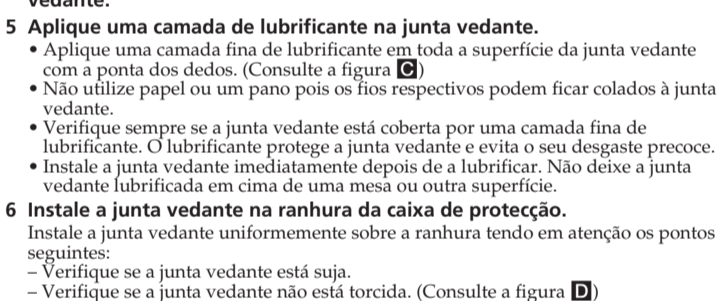 vedante.
5 Aplique uma camada de lubrificante na junta vedante.
• Aplique uma camada fina de lubrificante em toda a superfície da junta vedante
com a ponta dos dedos. (Consulte a figura C)
• Não utilize papel ou um pano pois os fios respectivos podem ficar colados à junta
vedante.
• Verifique sempre se a junta vedante está coberta por uma camada fina de
lubrificante. O lubrificante protege a junta vedante e evita o seu desgaste precoce.
• Instale a junta vedante imediatamente depois de a lubrificar. Não deixe a junta
vedante lubrificada em cima de uma mesa ou outra superfície.
6 Instale a junta vedante na ranhura da caixa de protecção.
Instale a junta vedante uniformemente sobre a ranhura tendo em atenção os pontos
seguintes:
– Verifique se a junta vedante está suja.
– Verifique se a junta vedante não está torcida. (Consulte a figura D)